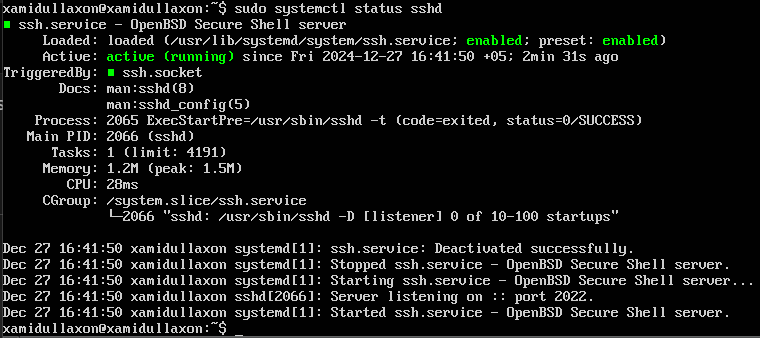 xamidullaxon@xamidullaxon:~$ sudo systemctl status sshd
■ ssh.service - OpenBSD Secure Shell server
     Loaded: loaded (/usr/lib/systemd/system/ssh.service; enabled; preset: enabled)
     Active: active (running) since Fri 2024-12-27 16:41:50 +05; 2min 31s ago
TriggeredBy: ■ ssh.socket
       Docs: man:sshd(8)
             man:sshd_config(5)
    Process: 2065 ExecStartPre=/usr/sbin/sshd -t (code=exited, status=0/SUCCESS)
   Main PID: 2066 (sshd)
      Tasks: 1 (limit: 4191)
     Memory: 1.2M (peak: 1.5M)
        CPU: 28ms
     CGroup: /system.slice/ssh.service
             └─2066 "sshd: /usr/sbin/sshd -D [listener] 0 of 10-100 startups"

Dec 27 16:41:50 xamidullaxon systemd[1]: ssh.service: Deactivated successfully.
Dec 27 16:41:50 xamidullaxon systemd[1]: Stopped ssh.service - OpenBSD Secure Shell server.
Dec 27 16:41:50 xamidullaxon systemd[1]: Starting ssh.service - OpenBSD Secure Shell server...
Dec 27 16:41:50 xamidullaxon sshd[2066]: Server listening on :: port 2022.
Dec 27 16:41:50 xamidullaxon systemd[1]: Started ssh.service - OpenBSD Secure Shell server.
xamidullaxon@xamidullaxon:~$ _